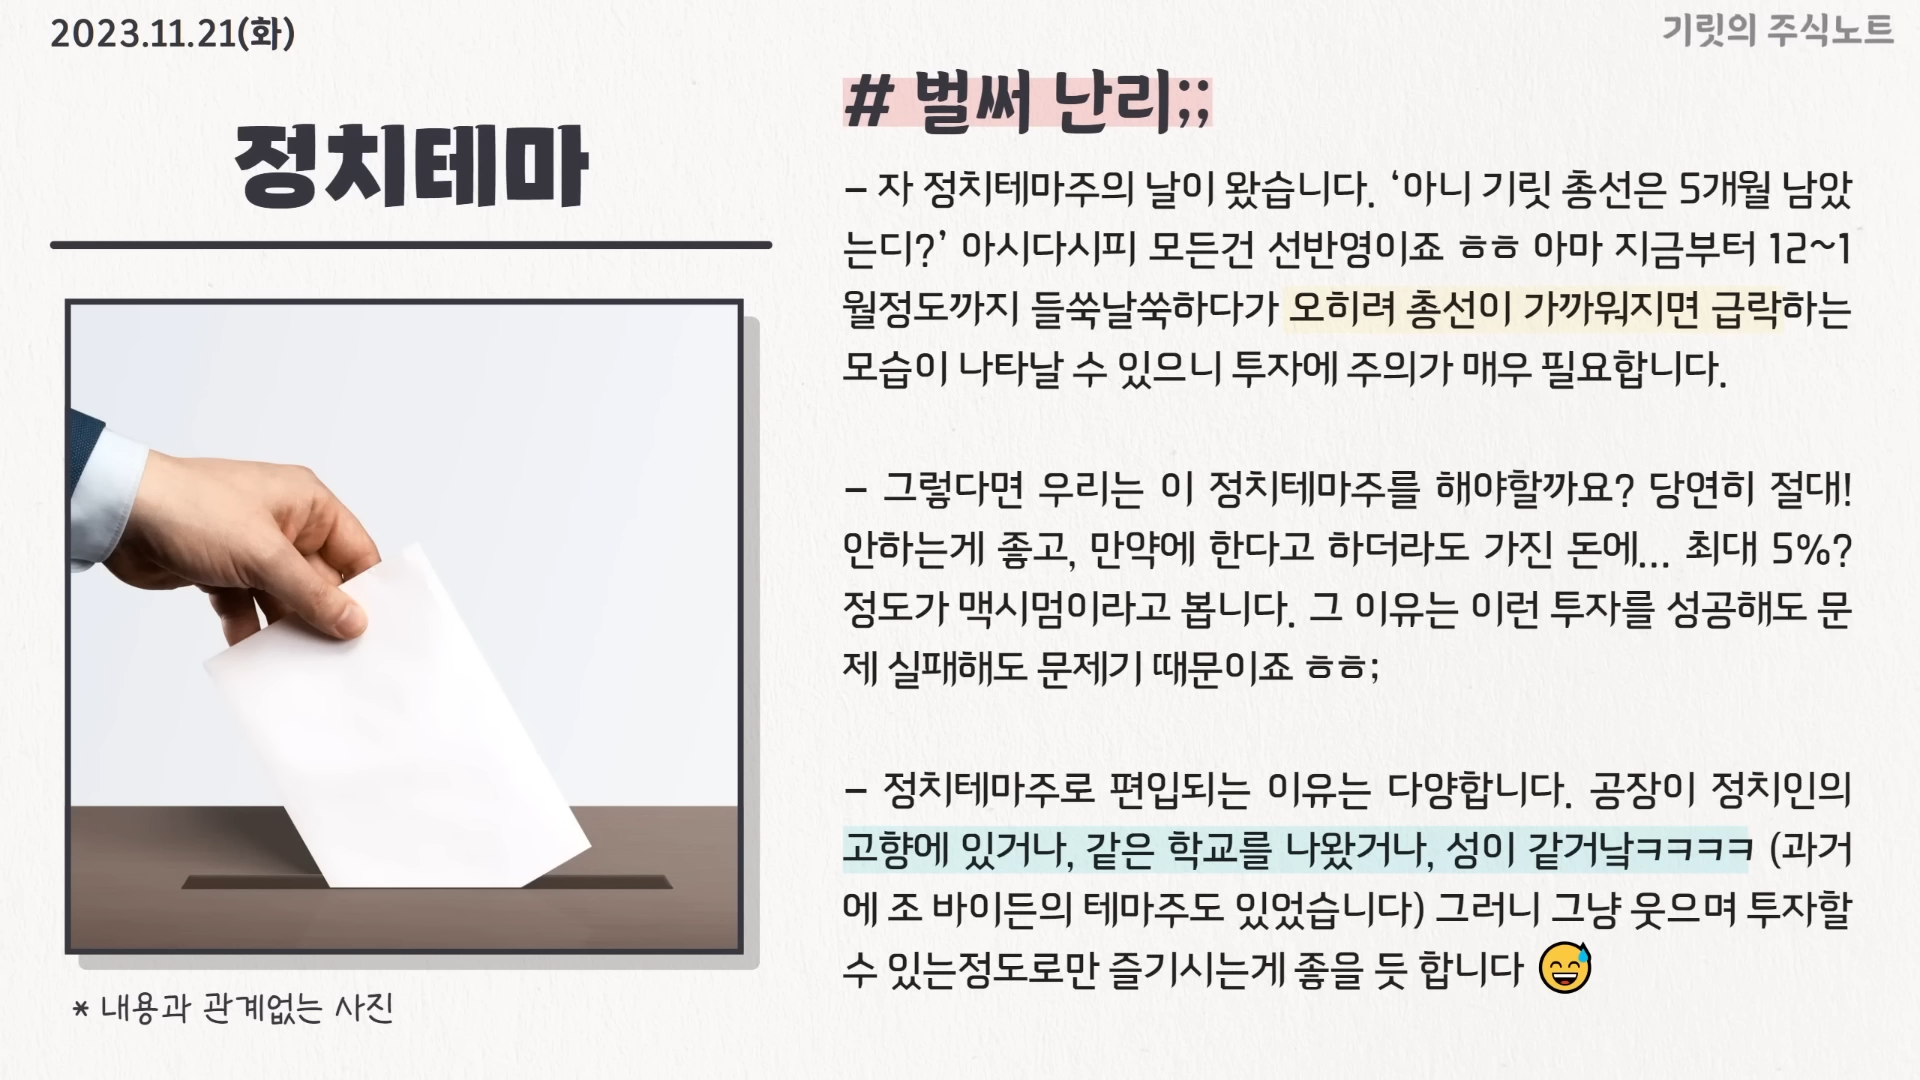 2023.11.21(화)
기릿의 주식노트
정치테마
* 내용과 관계없는 사진
# 벌써 난리;;
– 자 정치테마주의 날이 왔습니다. ‘아니 기릿 총선은 5개월 남았
는디?’ 아시다시피 모든건 선반영이죠 ㅎㅎ 아마 지금부터 12~1
월정도까지 들쑥날쑥하다가 오히려 총선이 가까워지면 급락하는
모습이 나타날 수 있으니 투자에 주의가 매우 필요합니다.
– 그렇다면 우리는 이 정치테마주를 해야할까요? 당연히 절대!
안하는게 좋고, 만약에 한다고 하더라도 가진 돈에... 최대 5%?
정도가 맥시멈이라고 봅니다. 그 이유는 이런 투자를 성공해도 문
제 실패해도 문제기 때문이죠 ㅎㅎ;
– 정치테마주로 편입되는 이유는 다양합니다. 공장이 정치인의
고향에 있거나, 같은 학교를 나왔거나, 성이 같거낰ㅋㅋㅋㅋ (과거
에 조 바이든의 테마주도 있었습니다) 그러니 그냥 웃으며 투자할
수 있는정도로만 즐기시는게 좋을 듯 합니다 😅